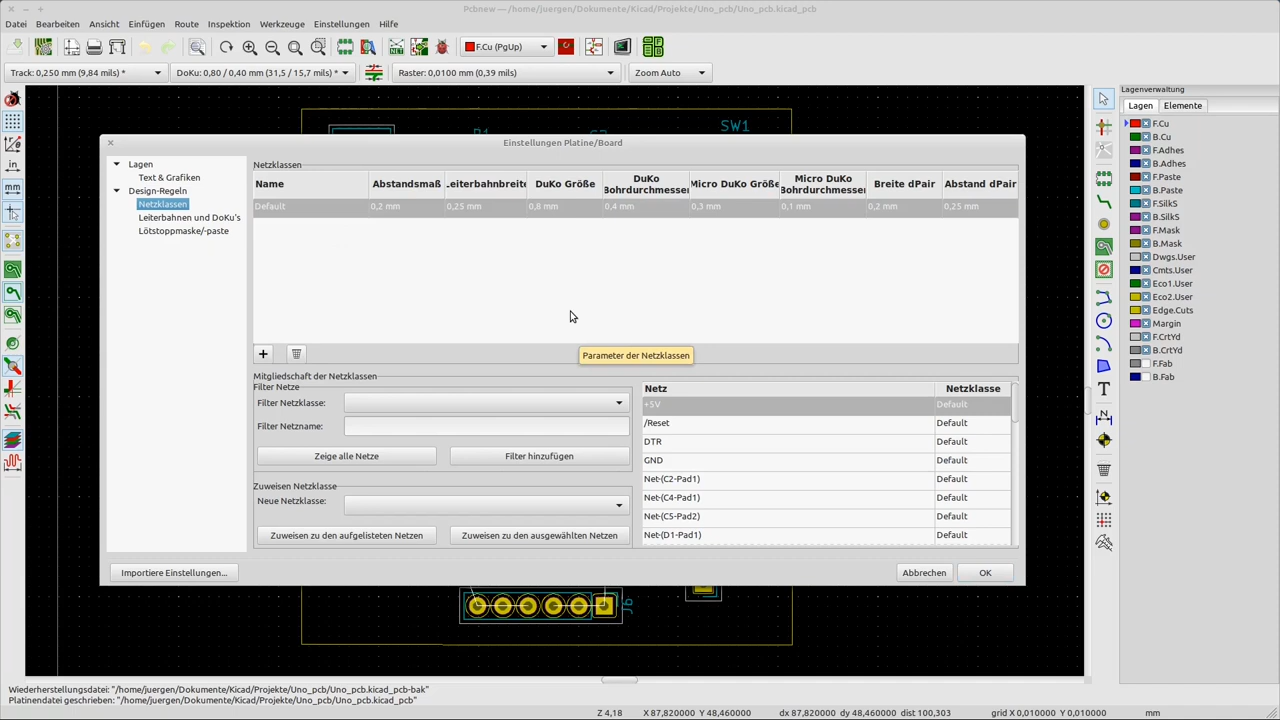 Pcbnew — /home/juergen/Dokumente/Kicad/Projekte/Uno_pcb/Uno_pcb.kicad_pcb
Datei Bearbeiten Ansicht Einfügen Route Inspektion Werkzeuge Einstellungen Hilfe
F.Cu (PgUp)
Track: 0,250 mm (9,84 mils) * DoKu: 0,80 / 0,40 mm (31,5 / 15,7 mils) * Raster: 0,0100 mm (0,39 mils) Zoom Auto
Lagenverwaltung
Lagen Elemente
F.Cu
B.Cu
F.Adhes
B.Adhes
F.Paste
B.Paste
F.SilkS
B.SilkS
F.Mask
B.Mask
Dwgs.User
Cmts.User
Eco1.User
Eco2.User
Edge.Cuts
Margin
F.CrtYd
B.CrtYd
F.Fab
B.Fab
in
mm
SW1
Einstellungen Platine/Board
Lagen
Text & Grafiken
Design-Regeln
Netzklassen
Leiterbahnen und DoKu's
Lötstoppmaske/-paste
Netzklassen
Name Abstandsmaß Leiterbahnbreite DuKo Größe DuKo Bohrdurchmesser Micro DuKo Größe Micro DuKo Bohrdurchmesser Breite dPair Abstand dPair
Default 0,2 mm 0,25 mm 0,8 mm 0,4 mm 0,3 mm 0,1 mm 0,2 mm 0,25 mm
Parameter der Netzklassen
Mitgliedschaft der Netzklassen
Filter Netze
Filter Netzklasse:
Filter Netzname:
Zeige alle Netze Filter hinzufügen
Zuweisen Netzklasse
Neue Netzklasse:
Zuweisen zu den aufgelisteten Netzen Zuweisen zu den ausgewählten Netzen
Netz Netzklasse
+5V Default
/Reset Default
DTR Default
GND Default
Net-(C2-Pad1) Default
Net-(C4-Pad1) Default
Net-(C5-Pad2) Default
Net-(D1-Pad1) Default
Importiere Einstellungen... Abbrechen OK
J6
Wiederherstellungsdatei: "/home/juergen/Dokumente/Kicad/Projekte/Uno_pcb/Uno_pcb.kicad_pcb-bak"
Platinendatei geschrieben: "/home/juergen/Dokumente/Kicad/Projekte/Uno_pcb/Uno_pcb.kicad_pcb"
Z 4,18 X 87,820000 Y 48,460000 dx 87,820000 dy 48,460000 dist 100,303 grid X 0,010000 Y 0,010000 mm